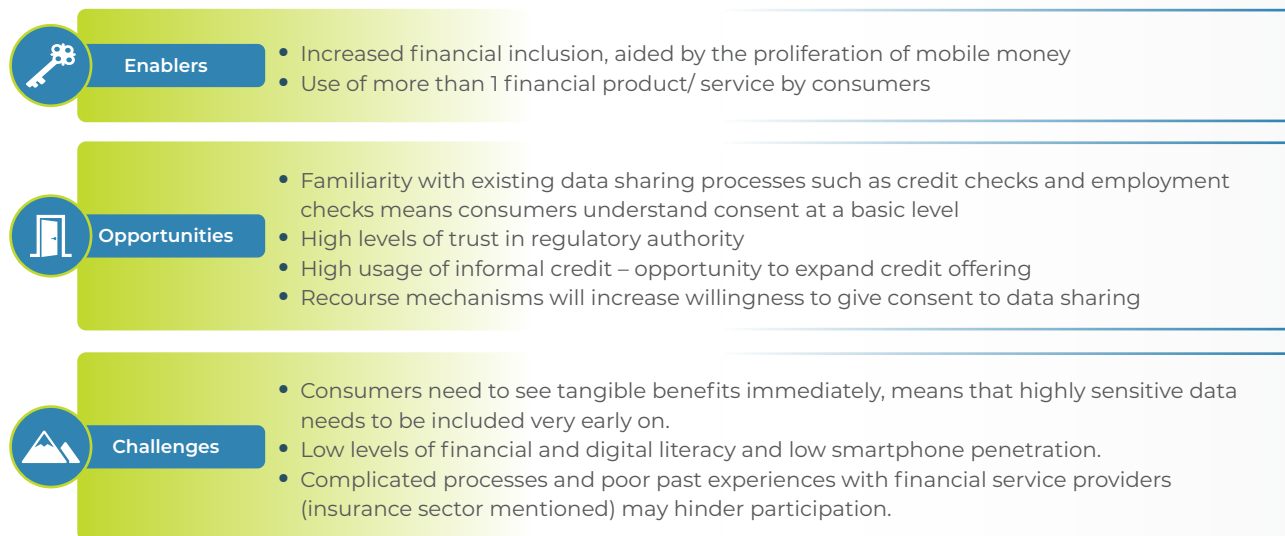 Enablers
• Increased financial inclusion, aided by the proliferation of mobile money
• Use of more than 1 financial product/ service by consumers
Opportunities
• Familiarity with existing data sharing processes such as credit checks and employment
checks means consumers understand consent at a basic level
• High levels of trust in regulatory authority
• High usage of informal credit – opportunity to expand credit offering
• Recourse mechanisms will increase willingness to give consent to data sharing
Challenges
• Consumers need to see tangible benefits immediately, means that highly sensitive data
needs to be included very early on.
• Low levels of financial and digital literacy and low smartphone penetration.
• Complicated processes and poor past experiences with financial service providers
(insurance sector mentioned) may hinder participation.